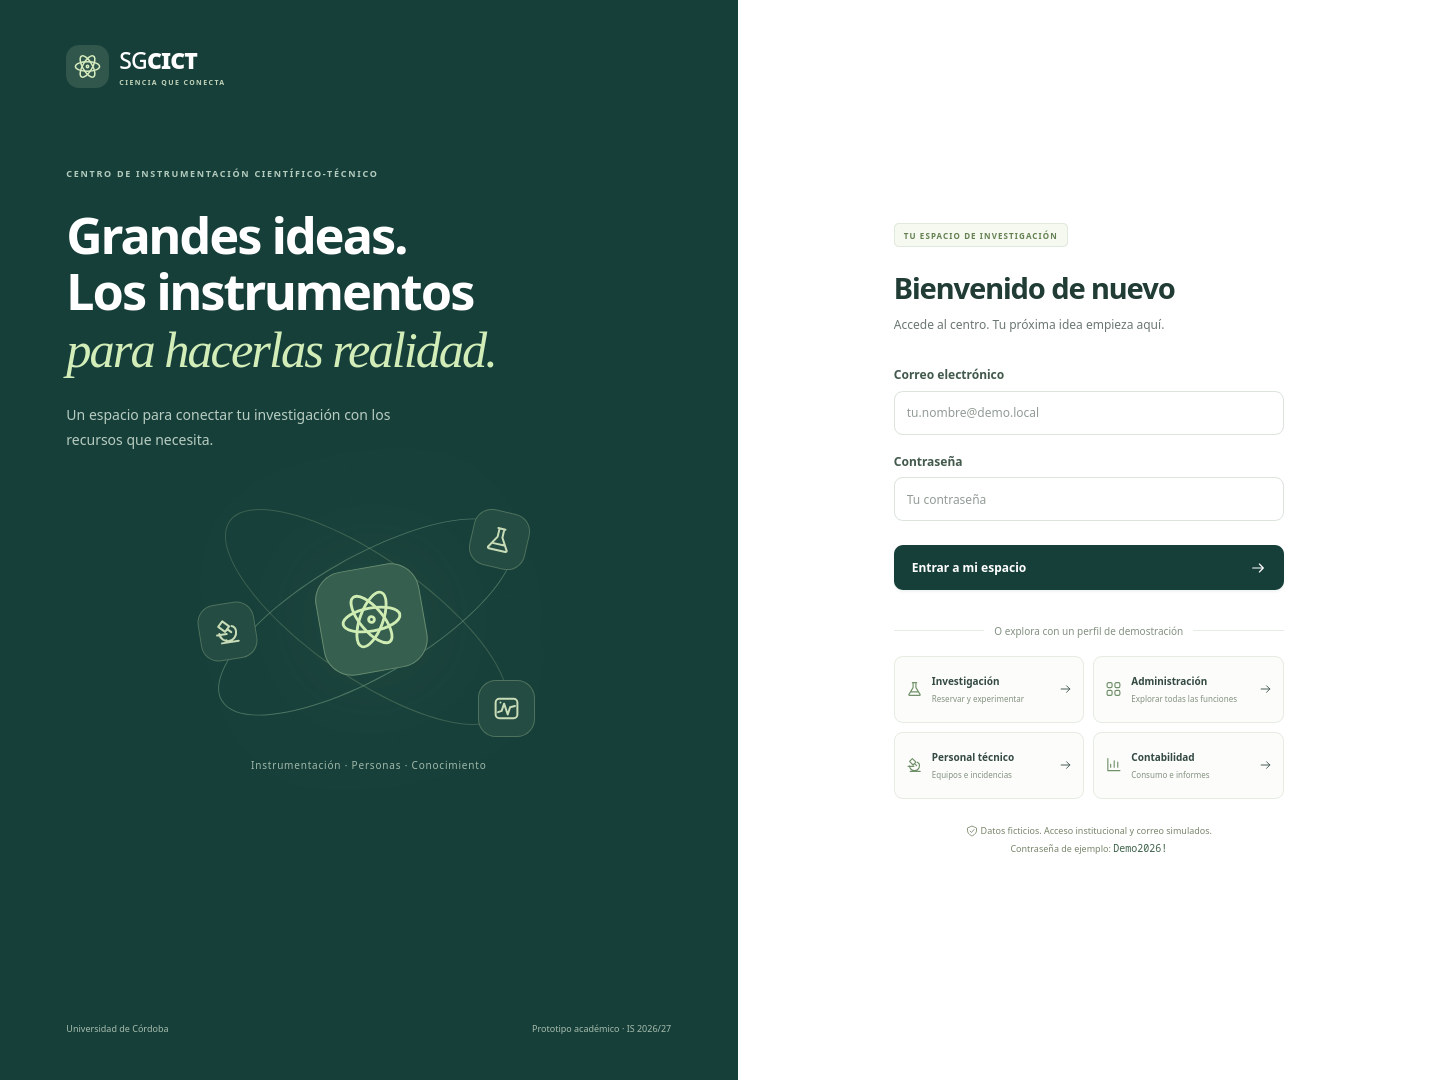 SGCICT
CIENCIA QUE CONECTA
CENTRO DE INSTRUMENTACIÓN CIENTÍFICO-TÉCNICO
Grandes ideas.
Los instrumentos
para hacerlas realidad.
Un espacio para conectar tu investigación con los
recursos que necesita.
Instrumentación · Personas · Conocimiento
Universidad de Córdoba
Prototipo académico · IS 2026/27
TU ESPACIO DE INVESTIGACIÓN
Bienvenido de nuevo
Accede al centro. Tu próxima idea empieza aquí.
Correo electrónico
tu.nombre@demo.local
Contraseña
Tu contraseña
Entrar a mi espacio
O explora con un perfil de demostración
Investigación
Reservar y experimentar
Administración
Explorar todas las funciones
Personal técnico
Equipos e incidencias
Contabilidad
Consumo e informes
Datos ficticios. Acceso institucional y correo simulados.
Contraseña de ejemplo: Demo2026!